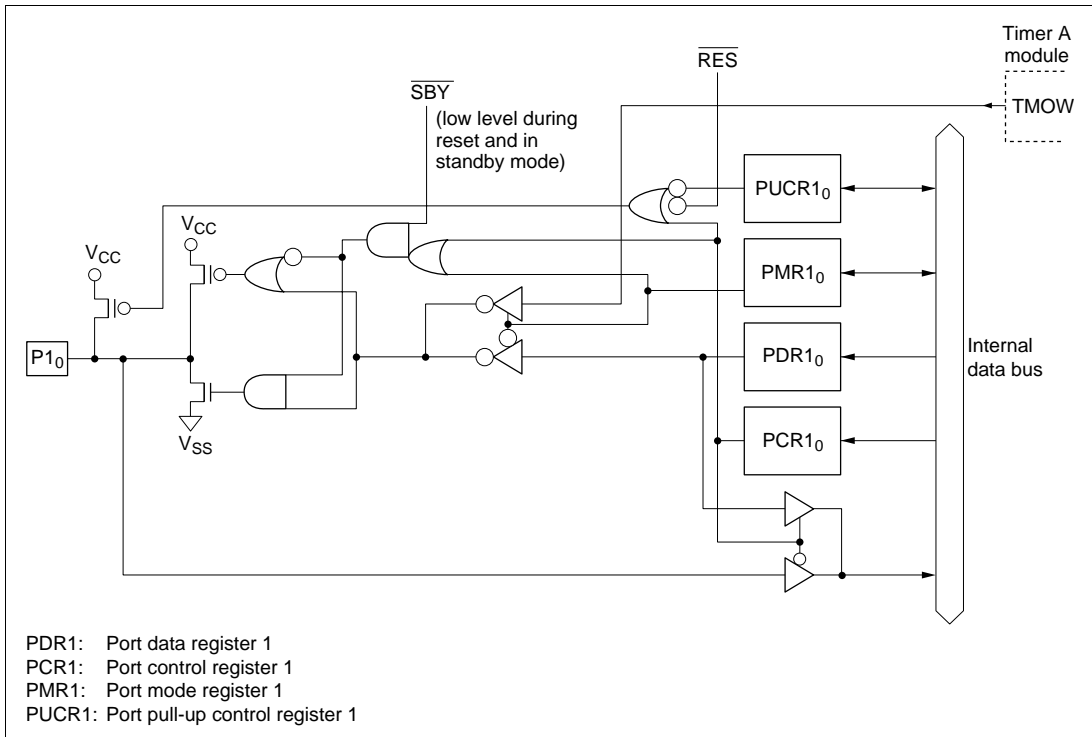 Timer A
module
TMOW
RES
SBY
(low level during
reset and in
standby mode)
PUCR1₀
VCC
VCC
PMR1₀
P1₀
PDR1₀
Internal
data bus
VSS
PCR1₀
PDR1: Port data register 1
PCR1: Port control register 1
PMR1: Port mode register 1
PUCR1: Port pull-up control register 1